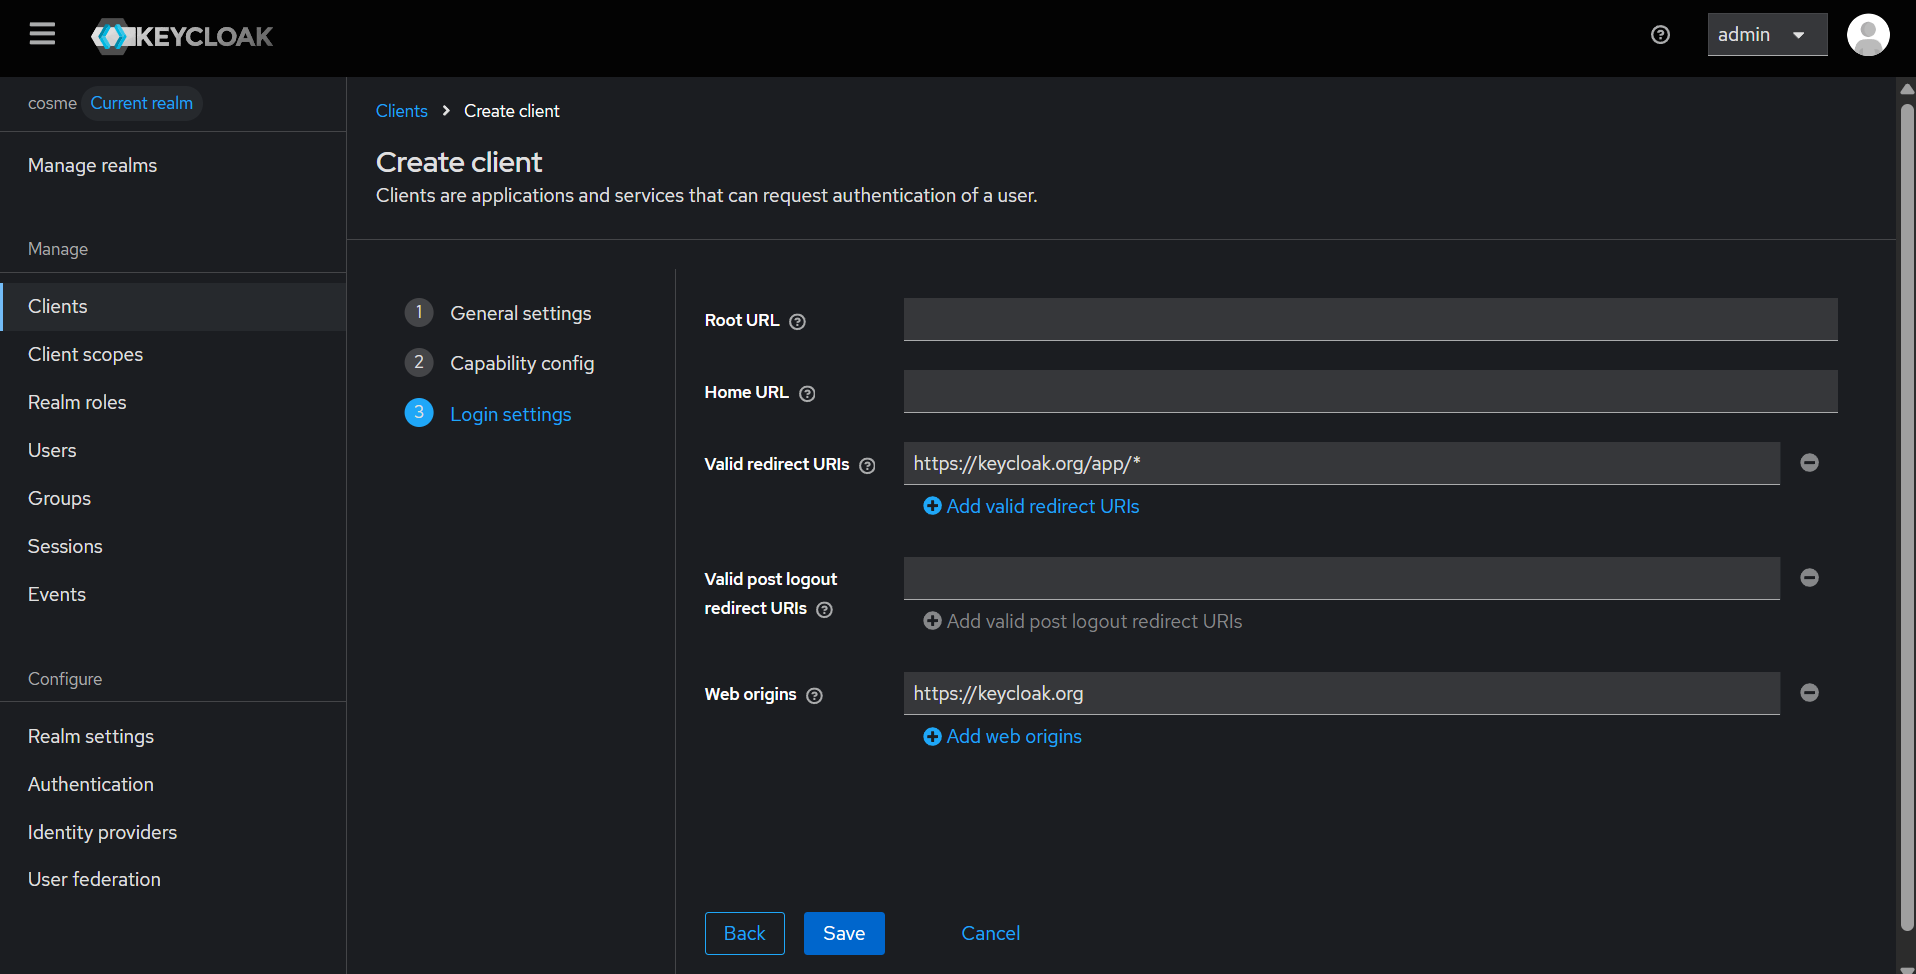 KEYCLOAK
admin
cosme Current realm
Manage realms
Manage
Clients
Client scopes
Realm roles
Users
Groups
Sessions
Events
Configure
Realm settings
Authentication
Identity providers
User federation
Clients > Create client
Create client
Clients are applications and services that can request authentication of a user.
1 General settings
2 Capability config
3 Login settings
Root URL
Home URL
Valid redirect URIs
https://keycloak.org/app/*
Add valid redirect URIs
Valid post logout
redirect URIs
Add valid post logout redirect URIs
Web origins
https://keycloak.org
Add web origins
Back
Save
Cancel